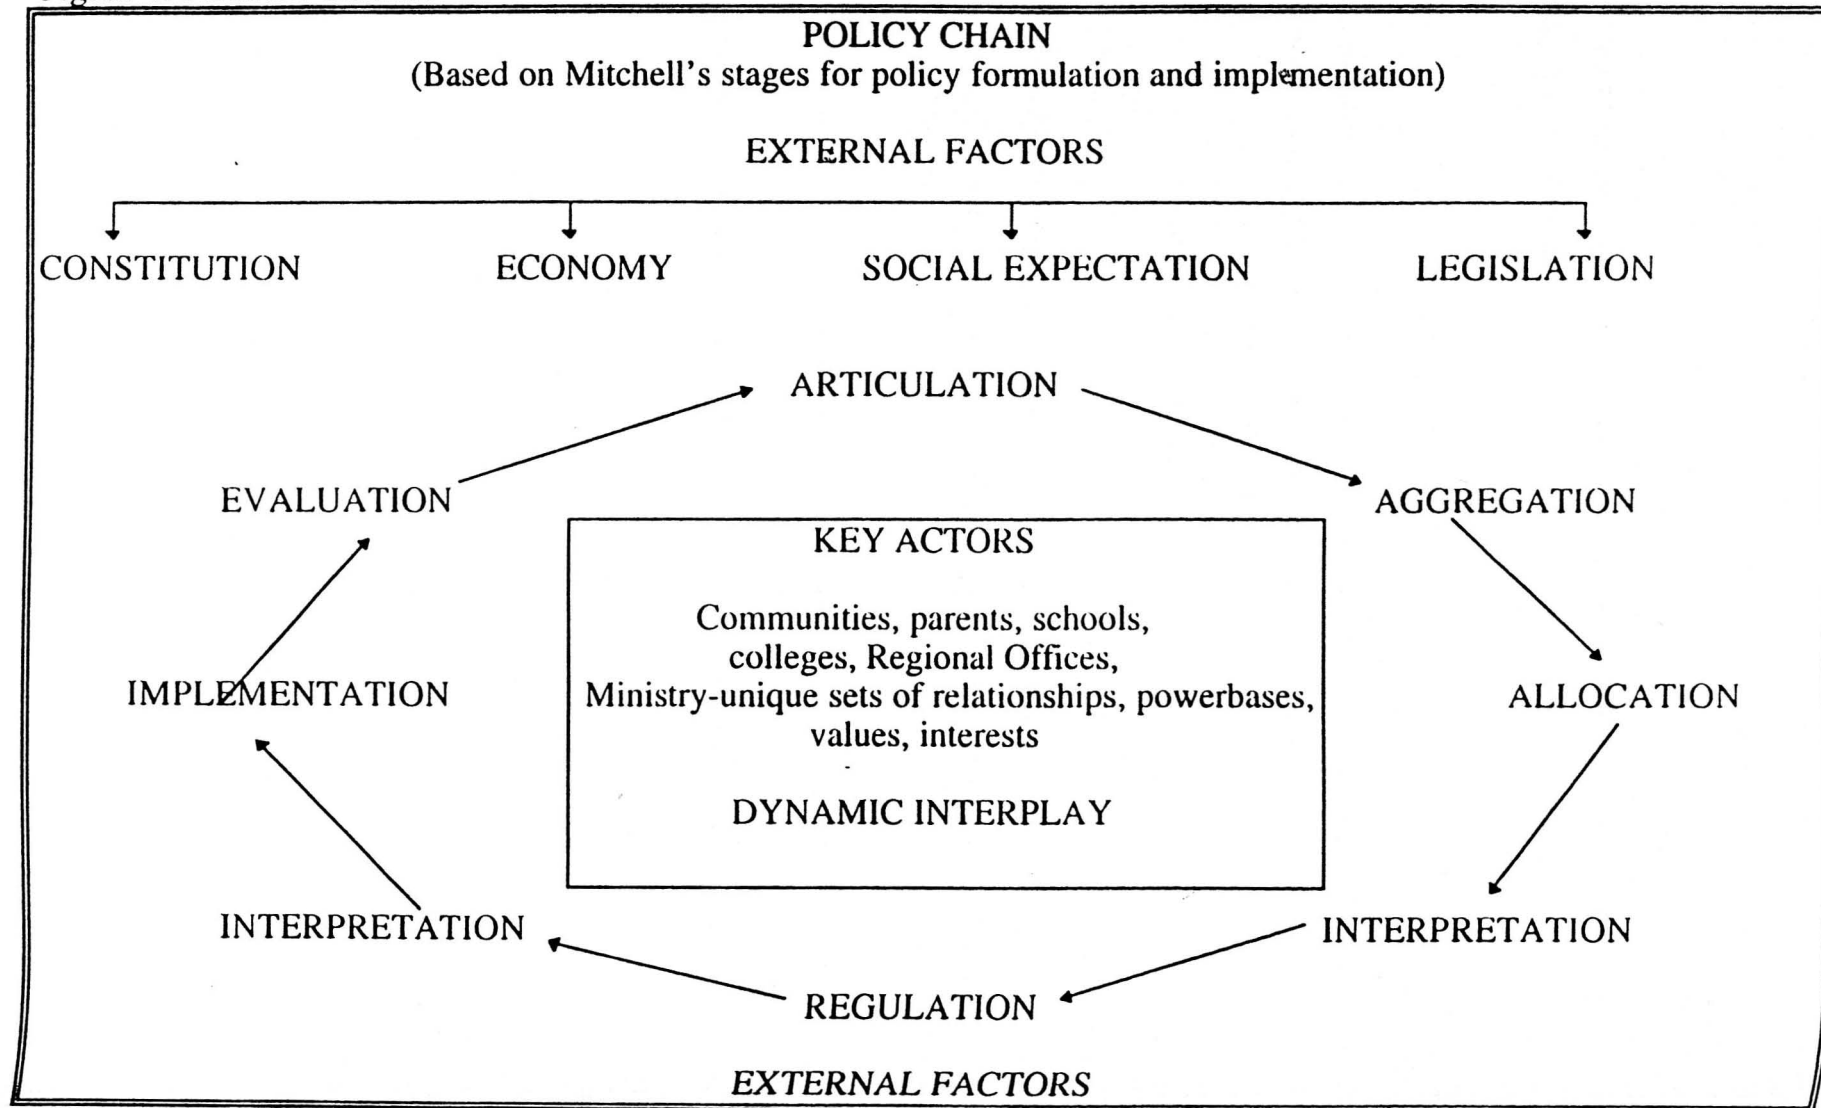 POLICY CHAIN
(Based on Mitchell's stages for policy formulation and implementation)
EXTERNAL FACTORS
CONSTITUTION ECONOMY SOCIAL EXPECTATION LEGISLATION
ARTICULATION
EVALUATION AGGREGATION
KEY ACTORS
Communities, parents, schools,
colleges, Regional Offices,
IMPLEMENTATION Ministry-unique sets of relationships, powerbases, ALLOCATION
values, interests
DYNAMIC INTERPLAY
INTERPRETATION INTERPRETATION
REGULATION
EXTERNAL FACTORS